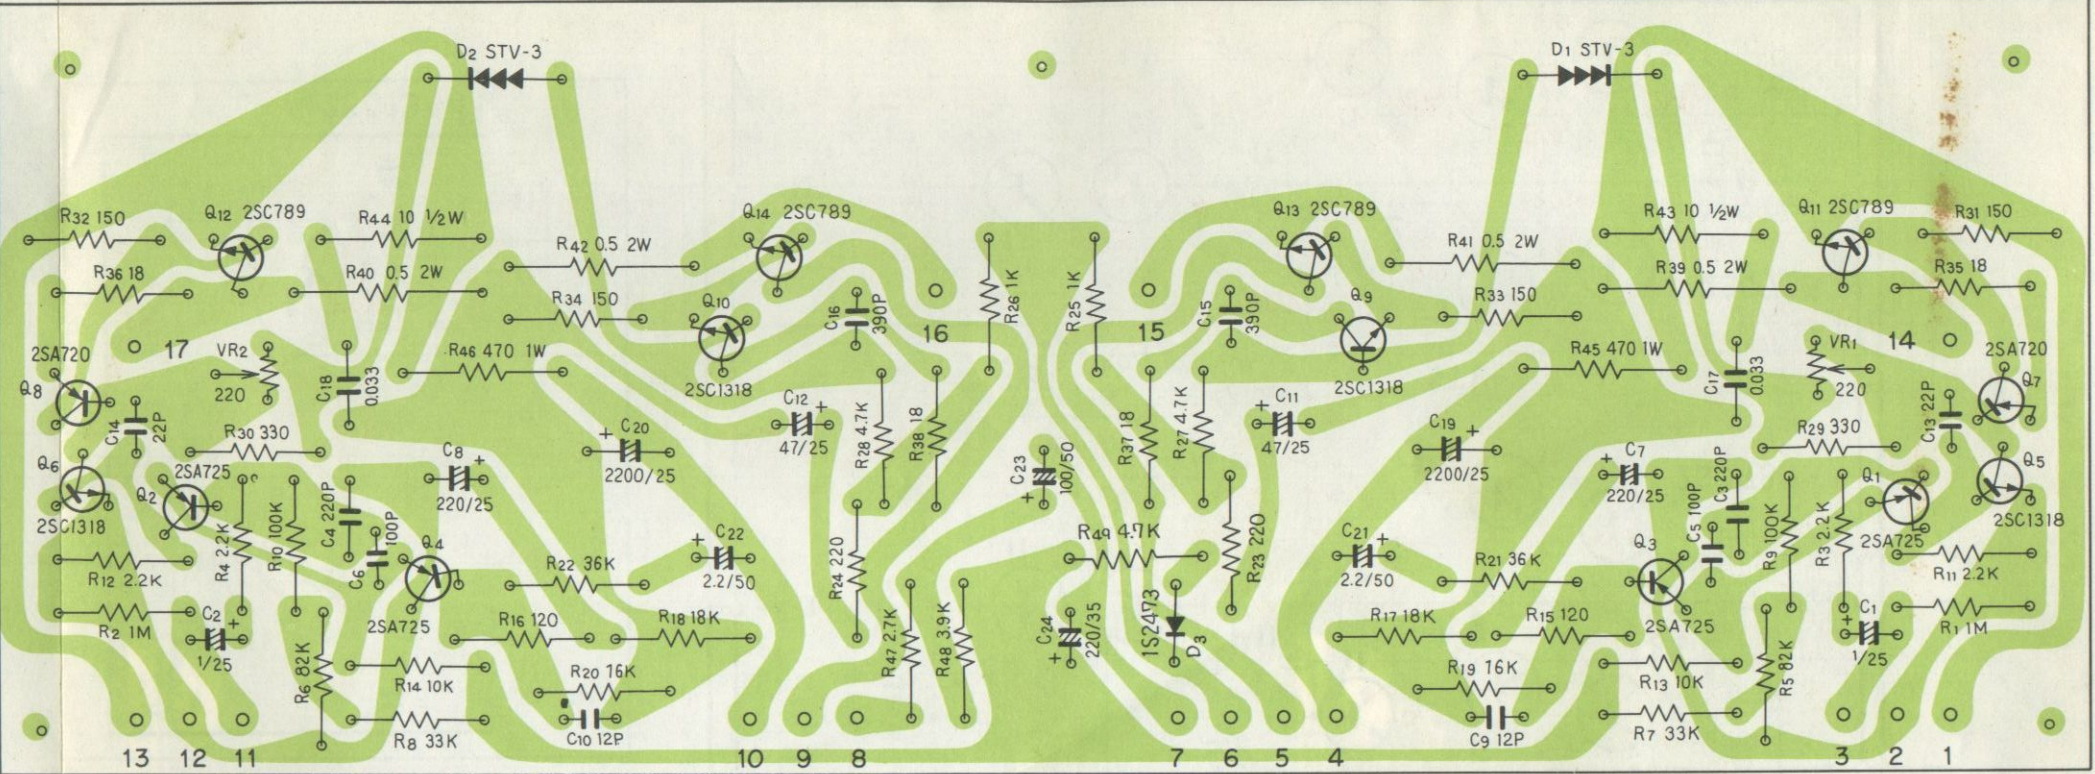 D2 STV-3
D1 STV-3
R32 150
Q12 2SC789
R44 10 ½W
Q14 2SC789
Q13 2SC789
R43 10 ½W
Q11 2SC789
R31 150
R42 0.5 2W
R41 0.5 2W
R36 18
R40 0.5 2W
R39 0.5 2W
R35 18
R34 150
Q10
C16 390P
R26 1K
R25 1K
C15 390P
Q9
R33 150
16
15
2SA720
17
VR2
220
C18 0.033
R46 470 1W
2SC1318
2SC1318
R45 470 1W
C17 0.033
VR1
220
14
2SA720
Q8
Q7
C14 22P
C12
47/25
R28 4.7K
R38 18
R37 18
R27 4.7K
C11
47/25
C13 22P
R30 330
C20
2200/25
C19
2200/25
R29 330
Q6
2SC1318
2SA725
Q2
C8
220/25
C23 100/50
C7
220/25
C3 220P
Q1
2SA725
Q5
2SC1318
R4 2.2K
R10 100K
C4 220P
C6 100P
Q4
2SA725
C22
2.2/50
R49 4.7K
R23 220
C21
2.2/50
Q3
2SA725
C5 100P
R9 100K
R3 2.2K
R12 2.2K
R22 36K
R24 220
R21 36K
R11 2.2K
R2 1M
C2
1/25
R16 120
R18 18K
R47 2.7K
R48 3.9K
C24 220/35
1S2473
D3
R17 18K
R15 120
C1
1/25
R1 1M
R6 82K
R14 10K
R20 16K
R19 16K
R13 10K
R5 82K
R8 33K
C10 12P
C9 12P
R7 33K
13 12 11 10 9 8 7 6 5 4 3 2 1
+
+
+
+
+
+
+
+
+
+
+
+